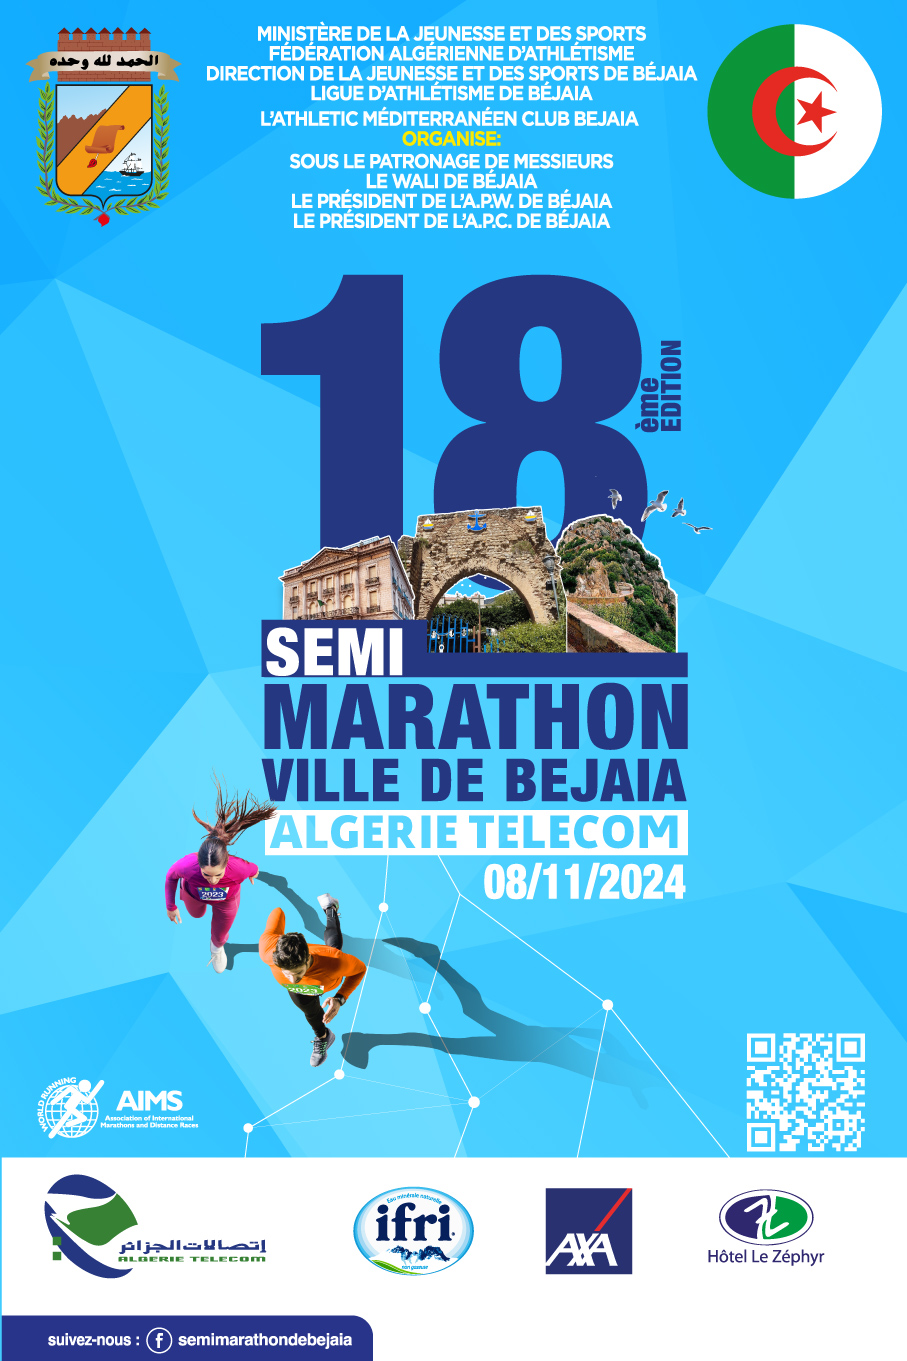 الحمد لله وحده
MINISTÈRE DE LA JEUNESSE ET DES SPORTS
FÉDÉRATION ALGÉRIENNE D'ATHLÉTISME
DIRECTION DE LA JEUNESSE ET DES SPORTS DE BÉJAIA
LIGUE D'ATHLÉTISME DE BÉJAIA
L'ATHLETIC MÉDITERRANÉEN CLUB BEJAIA
ORGANISE:
SOUS LE PATRONAGE DE MESSIEURS
LE WALI DE BÉJAIA
LE PRÉSIDENT DE L'A.P.W. DE BÉJAIA
LE PRÉSIDENT DE L'A.P.C. DE BÉJAIA
18
ème
EDITION
SEMI
MARATHON
VILLE DE BEJAIA
ALGERIE TELECOM
08/11/2024
2023
2023
WORLD RUNNING
AIMS
Association of International
Marathons and Distance Races
إتصالات الجزائر
ALGERIE TELECOM
Eau minérale naturelle
ifri
non gazeuse
AXA
Hôtel Le Zéphyr
suivez-nous : f semimarathondebejaia